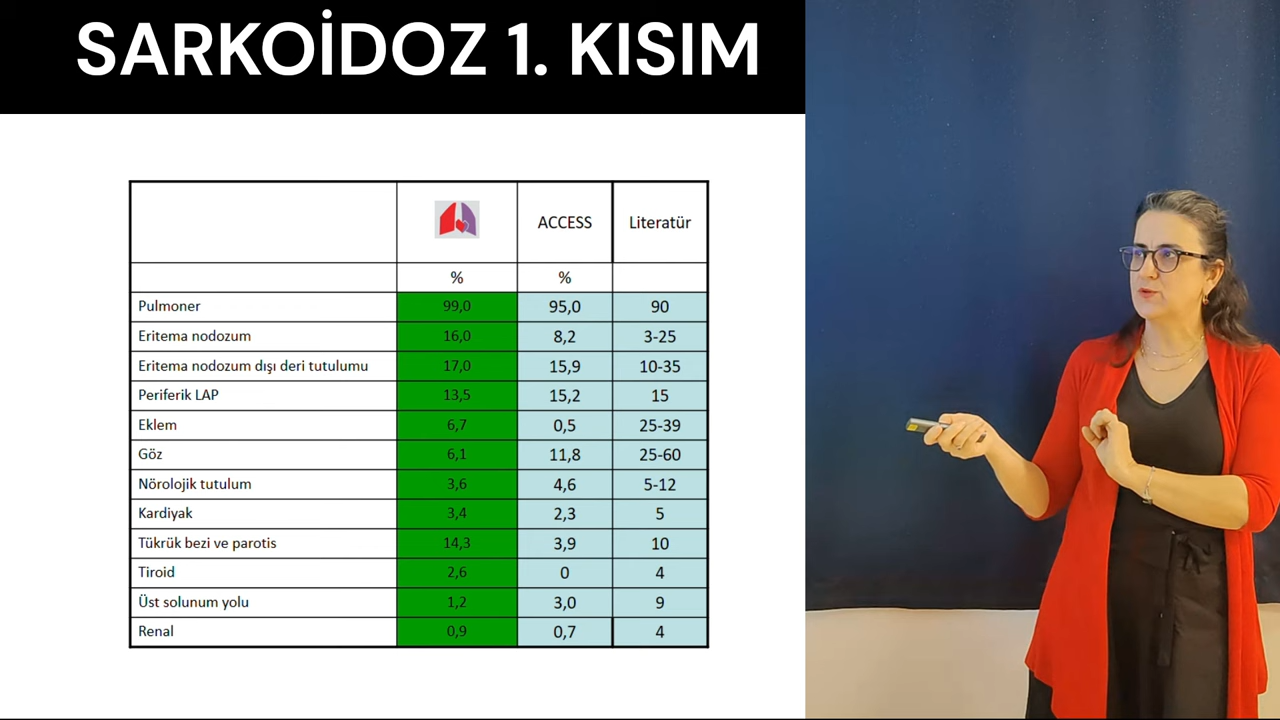 SARKOİDOZ 1. KISIM
ACCESS Literatür
% %
Pulmoner 99,0 95,0 90
Eritema nodozum 16,0 8,2 3-25
Eritema nodozum dışı deri tutulumu 17,0 15,9 10-35
Periferik LAP 13,5 15,2 15
Eklem 6,7 0,5 25-39
Göz 6,1 11,8 25-60
Nörolojik tutulum 3,6 4,6 5-12
Kardiyak 3,4 2,3 5
Tükrük bezi ve parotis 14,3 3,9 10
Tiroid 2,6 0 4
Üst solunum yolu 1,2 3,0 9
Renal 0,9 0,7 4